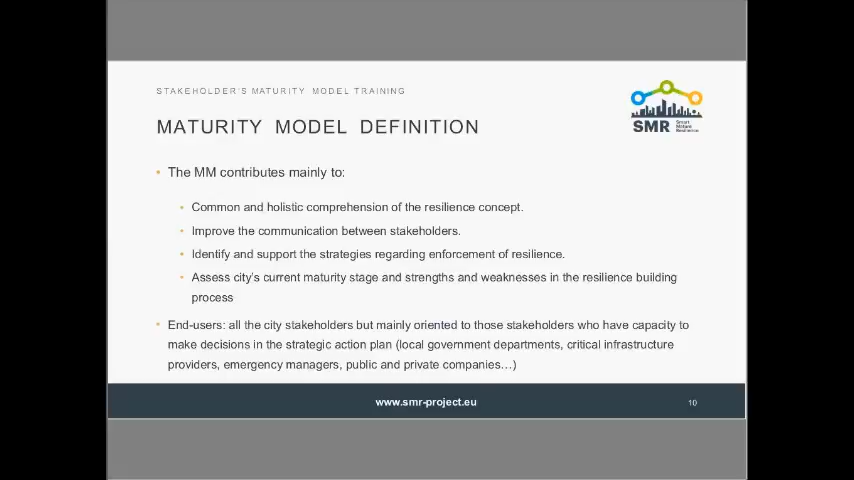 STAKEHOLDER'S MATURITY MODEL TRAINING
MATURITY MODEL DEFINITION
SMR Smart Mature Resilience
• The MM contributes mainly to:
• Common and holistic comprehension of the resilience concept.
• Improve the communication between stakeholders.
• Identify and support the strategies regarding enforcement of resilience.
• Assess city's current maturity stage and strengths and weaknesses in the resilience building
process
• End-users: all the city stakeholders but mainly oriented to those stakeholders who have capacity to
make decisions in the strategic action plan (local government departments, critical infrastructure
providers, emergency managers, public and private companies…)
www.smr-project.eu
10